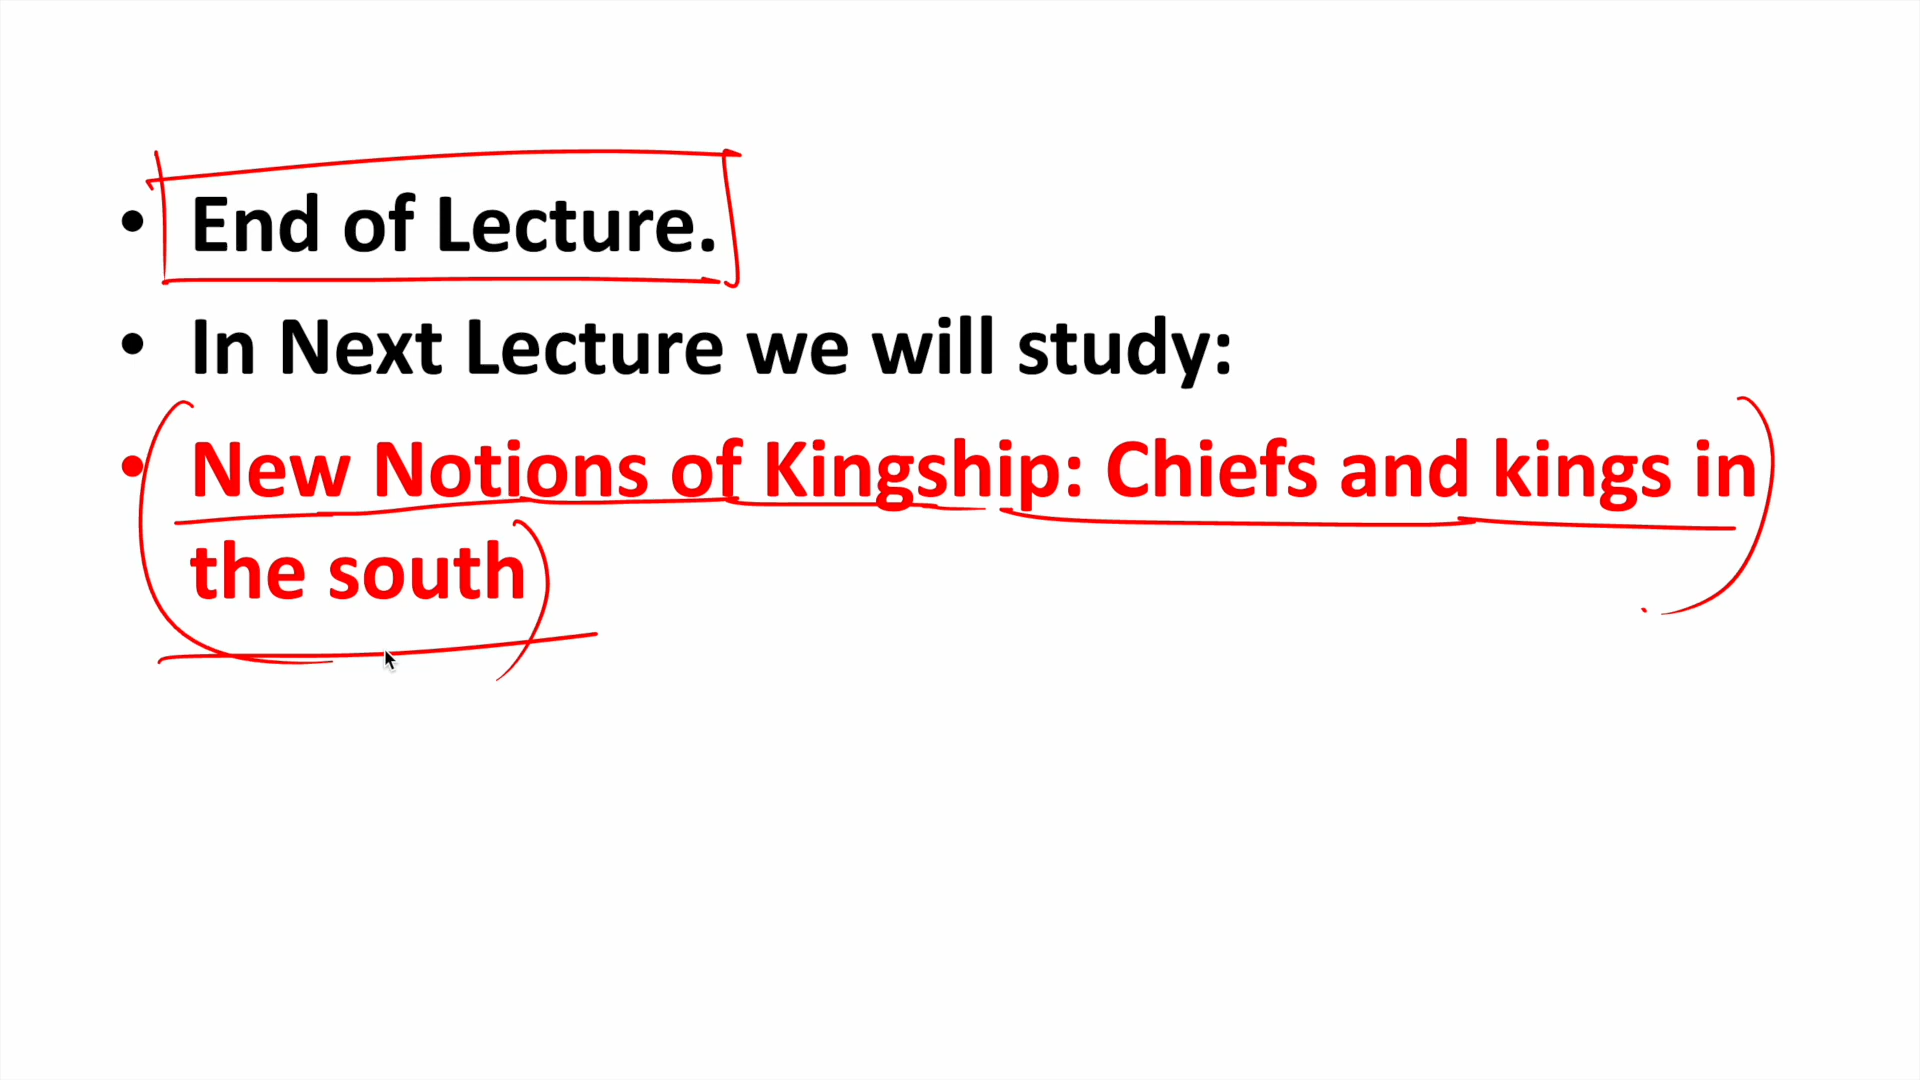 • End of Lecture.
• In Next Lecture we will study:
• New Notions of Kingship: Chiefs and kings in
the south